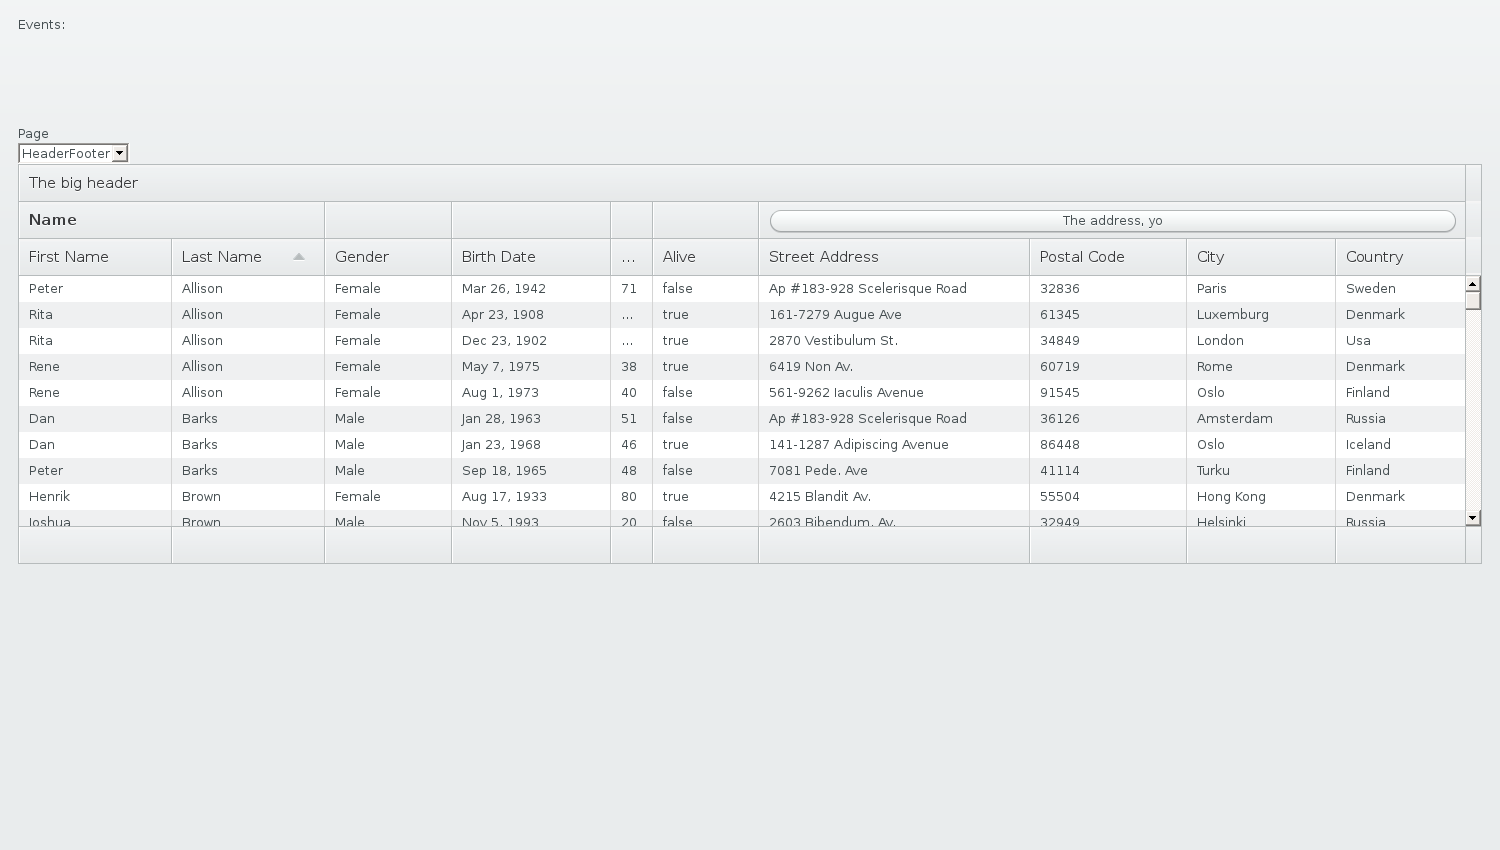 Events:
Page
HeaderFooter
The big header
Name The address, yo
First Name Last Name Gender Birth Date ... Alive Street Address Postal Code City Country
Peter Allison Female Mar 26, 1942 71 false Ap #183-928 Scelerisque Road 32836 Paris Sweden
Rita Allison Female Apr 23, 1908 ... true 161-7279 Augue Ave 61345 Luxemburg Denmark
Rita Allison Female Dec 23, 1902 ... true 2870 Vestibulum St. 34849 London Usa
Rene Allison Female May 7, 1975 38 true 6419 Non Av. 60719 Rome Denmark
Rene Allison Female Aug 1, 1973 40 false 561-9262 Iaculis Avenue 91545 Oslo Finland
Dan Barks Male Jan 28, 1963 51 false Ap #183-928 Scelerisque Road 36126 Amsterdam Russia
Dan Barks Male Jan 23, 1968 46 true 141-1287 Adipiscing Avenue 86448 Oslo Iceland
Peter Barks Male Sep 18, 1965 48 false 7081 Pede. Ave 41114 Turku Finland
Henrik Brown Female Aug 17, 1933 80 true 4215 Blandit Av. 55504 Hong Kong Denmark
Joshua Brown Male Nov 5, 1993 20 false 2603 Bibendum. Av. 32949 Helsinki Russia